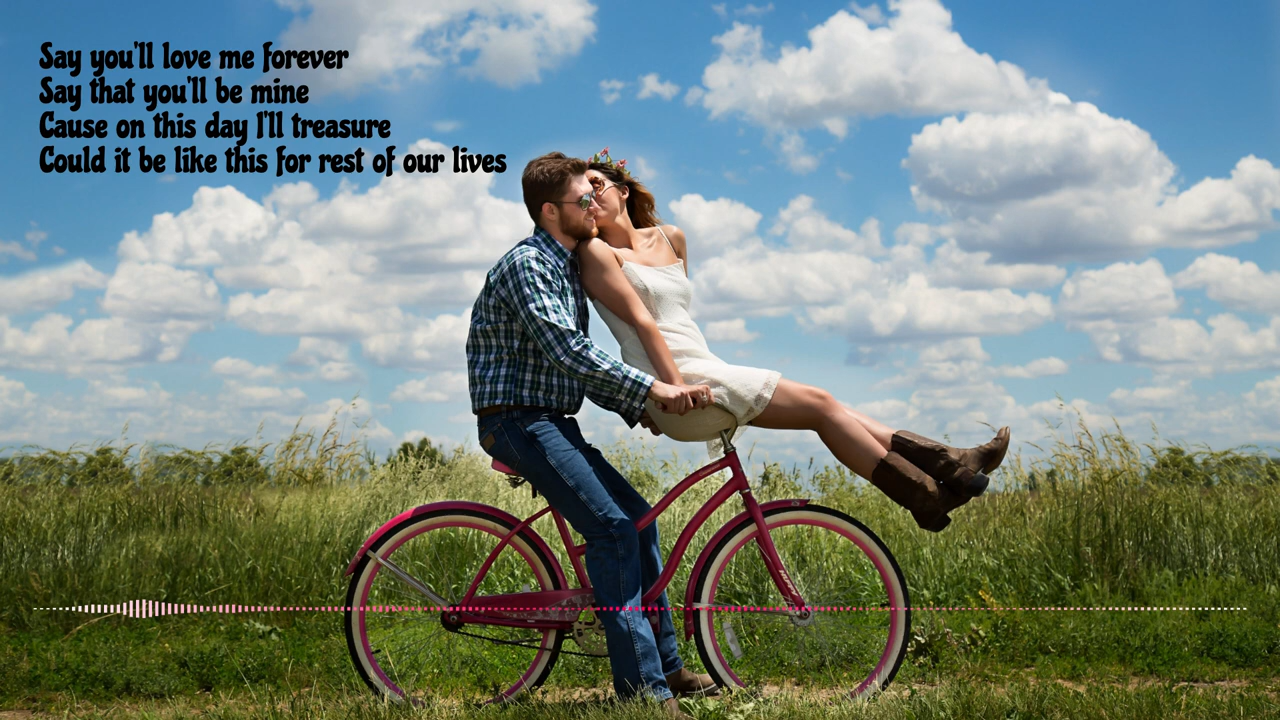 Say you'll love me forever
Say that you'll be mine
Cause on this day I'll treasure
Could it be like this for rest of our lives